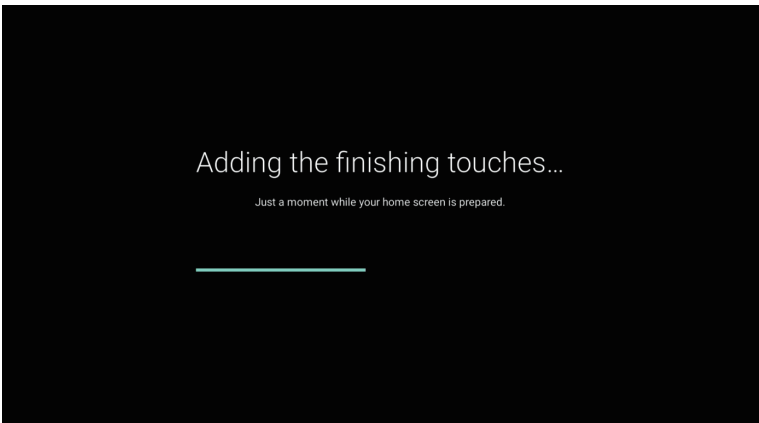 Adding the finishing touches...
Just a moment while your home screen is prepared.